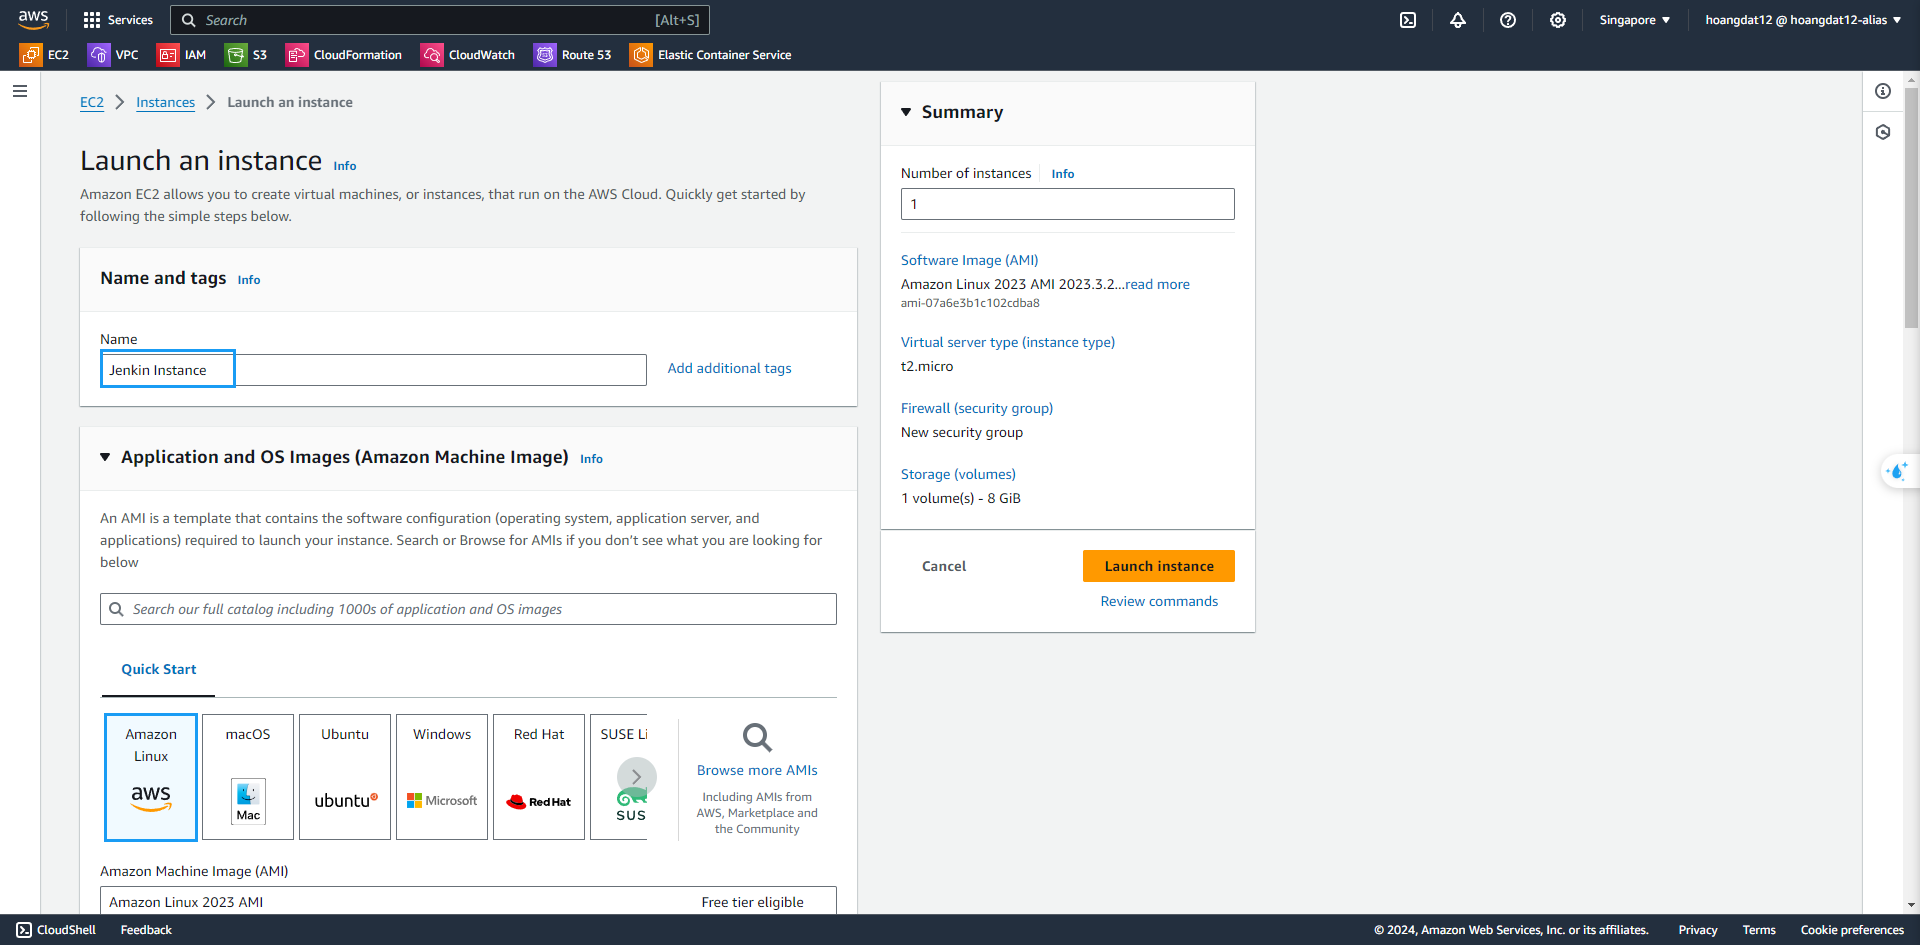 aws
Services
Search
[Alt+S]
Singapore
hoangdat12 @ hoangdat12-alias
EC2
VPC
IAM
S3
CloudFormation
CloudWatch
Route 53
Elastic Container Service
EC2
Instances
Launch an instance
Launch an instance
Info
Amazon EC2 allows you to create virtual machines, or instances, that run on the AWS Cloud. Quickly get started by
following the simple steps below.
Name and tags
Info
Name
Jenkin Instance
Add additional tags
Application and OS Images (Amazon Machine Image)
Info
An AMI is a template that contains the software configuration (operating system, application server, and
applications) required to launch your instance. Search or Browse for AMIs if you don't see what you are looking for
below
Search our full catalog including 1000s of application and OS images
Quick Start
Amazon
Linux
aws
macOS
Mac
Ubuntu
ubuntu
Windows
Microsoft
Red Hat
Red Hat
SUSE Li
SUS
Browse more AMIs
Including AMIs from
AWS, Marketplace and
the Community
Amazon Machine Image (AMI)
Amazon Linux 2023 AMI
Free tier eligible
Summary
Number of instances
Info
1
Software Image (AMI)
Amazon Linux 2023 AMI 2023.3.2...read more
ami-07a6e3b1c102cdba8
Virtual server type (instance type)
t2.micro
Firewall (security group)
New security group
Storage (volumes)
1 volume(s) - 8 GiB
Cancel
Launch instance
Review commands
CloudShell
Feedback
© 2024, Amazon Web Services, Inc. or its affiliates.
Privacy
Terms
Cookie preferences